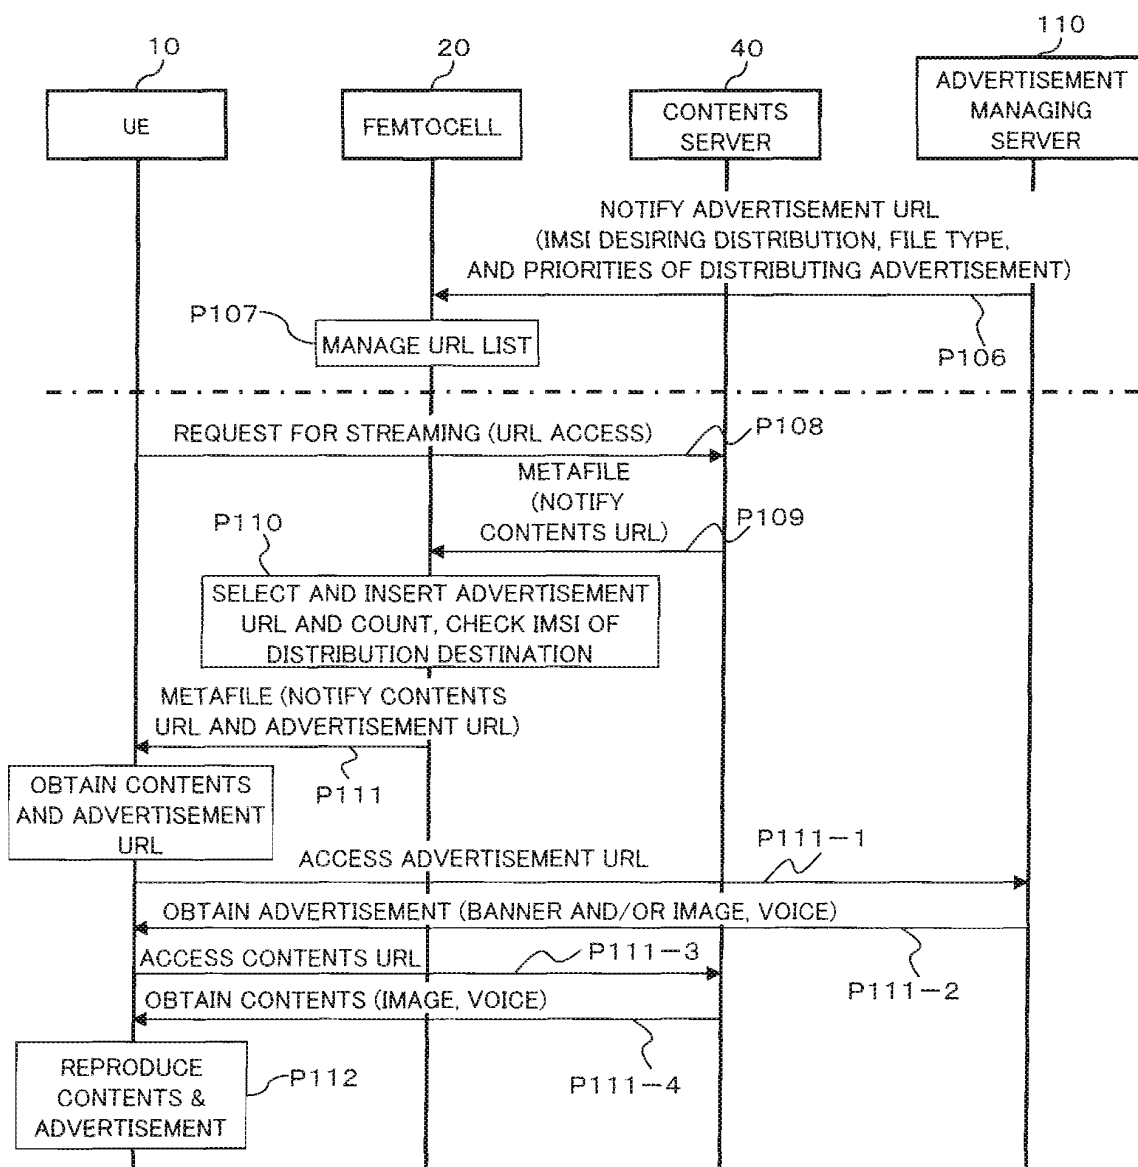 10
20
40
110
UE
FEMTOCELL
CONTENTS
SERVER
ADVERTISEMENT
MANAGING
SERVER
NOTIFY ADVERTISEMENT URL
(IMSI DESIRING DISTRIBUTION, FILE TYPE,
AND PRIORITIES OF DISTRIBUTING ADVERTISEMENT)
P107
MANAGE URL LIST
P106
REQUEST FOR STREAMING (URL ACCESS)
P108
METAFILE
(NOTIFY
CONTENTS URL)
P109
P110
SELECT AND INSERT ADVERTISEMENT
URL AND COUNT, CHECK IMSI OF
DISTRIBUTION DESTINATION
METAFILE (NOTIFY CONTENTS
URL AND ADVERTISEMENT URL)
P111
OBTAIN CONTENTS
AND ADVERTISEMENT
URL
ACCESS ADVERTISEMENT URL
P111-1
OBTAIN ADVERTISEMENT (BANNER AND/OR IMAGE, VOICE)
P111-2
ACCESS CONTENTS URL
P111-3
OBTAIN CONTENTS (IMAGE, VOICE)
P111-4
REPRODUCE
CONTENTS &
ADVERTISEMENT
P112